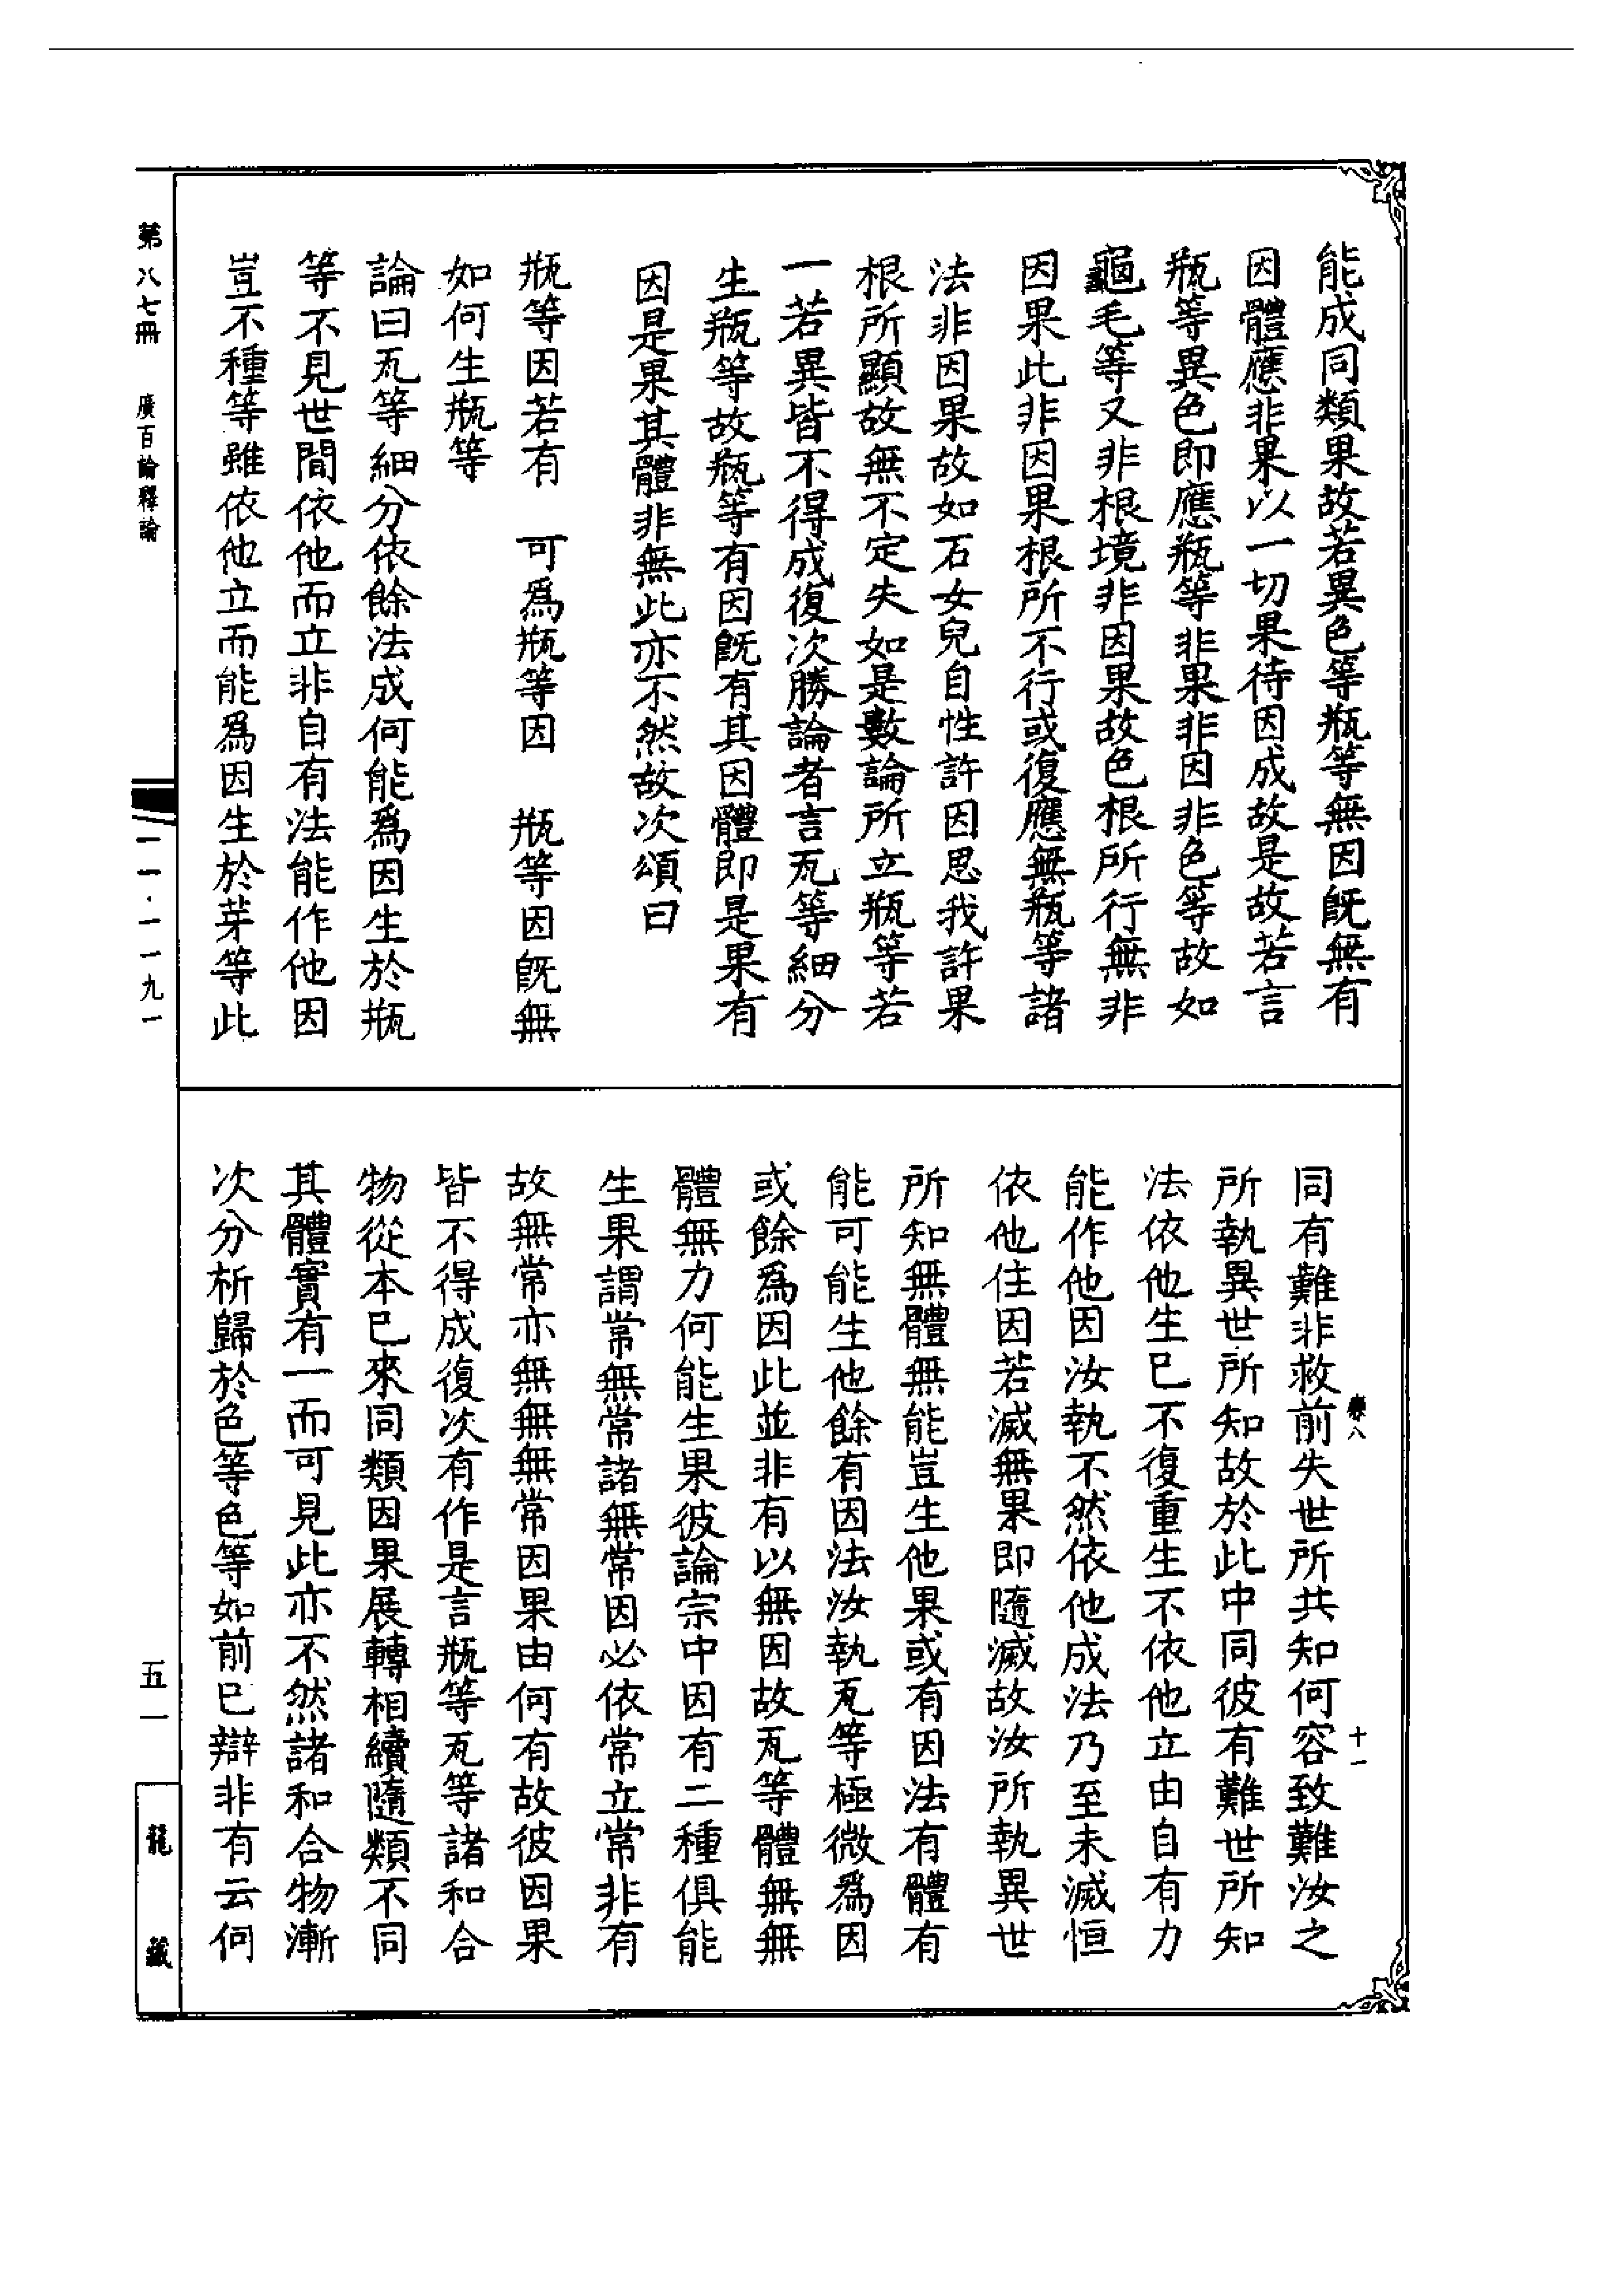 能成同類果故若異色等瓶等無因既無有
因體應非果以一切果待因成故是故若言
瓶等異色即應瓶等非果非因非色等故如
龜毛等又非根境非因果故色根所行無非
因果此非因果根所不行或復應無瓶等諸
法非因果故如石女兒自性許因思我許果
根所顯故無不定失如是數論所立瓶等若
一若異皆不得成復次勝論者言瓦等細分
生瓶等故瓶等有因既有其因體即是果有
因是果其體非無此亦不然故次頌曰
瓶等因若有　可爲瓶等因　瓶等因既無
如何生瓶等
論曰瓦等細分依餘法成何能爲因生於瓶
等不見世間依他而立非自有法能作他因
豈不種等雖依他立而能爲因生於芽等此
卷八
十一
同有難非救前失世所共知何容致難汝之
所執異世所知故於此中同彼有難世所知
法依他生巳不復重生不依他立由自有力
能作他因汝執不然依他成法乃至未滅恒
依他住因若滅無果即隨滅故汝所執異世
所知無體無能豈生他果或有因法有體有
能可能生他餘有因法汝執瓦等極微爲因
或餘爲因此並非有以無因故瓦等體無無
體無力何能生果彼論宗中因有二種俱能
生果謂常無常諸無常因必依常立常非有
故無常亦無無無常因果由何有故彼因果
皆不得成復次有作是言瓶等瓦等諸和合
物從本巳來同類因果展轉相續隨類不同
其體實有一而可見此亦不然諸和合物漸
次分析歸於色等色等如前巳辯非有云何
第八七冊　廣百論釋論
一一·一一九一
五一
龍藏